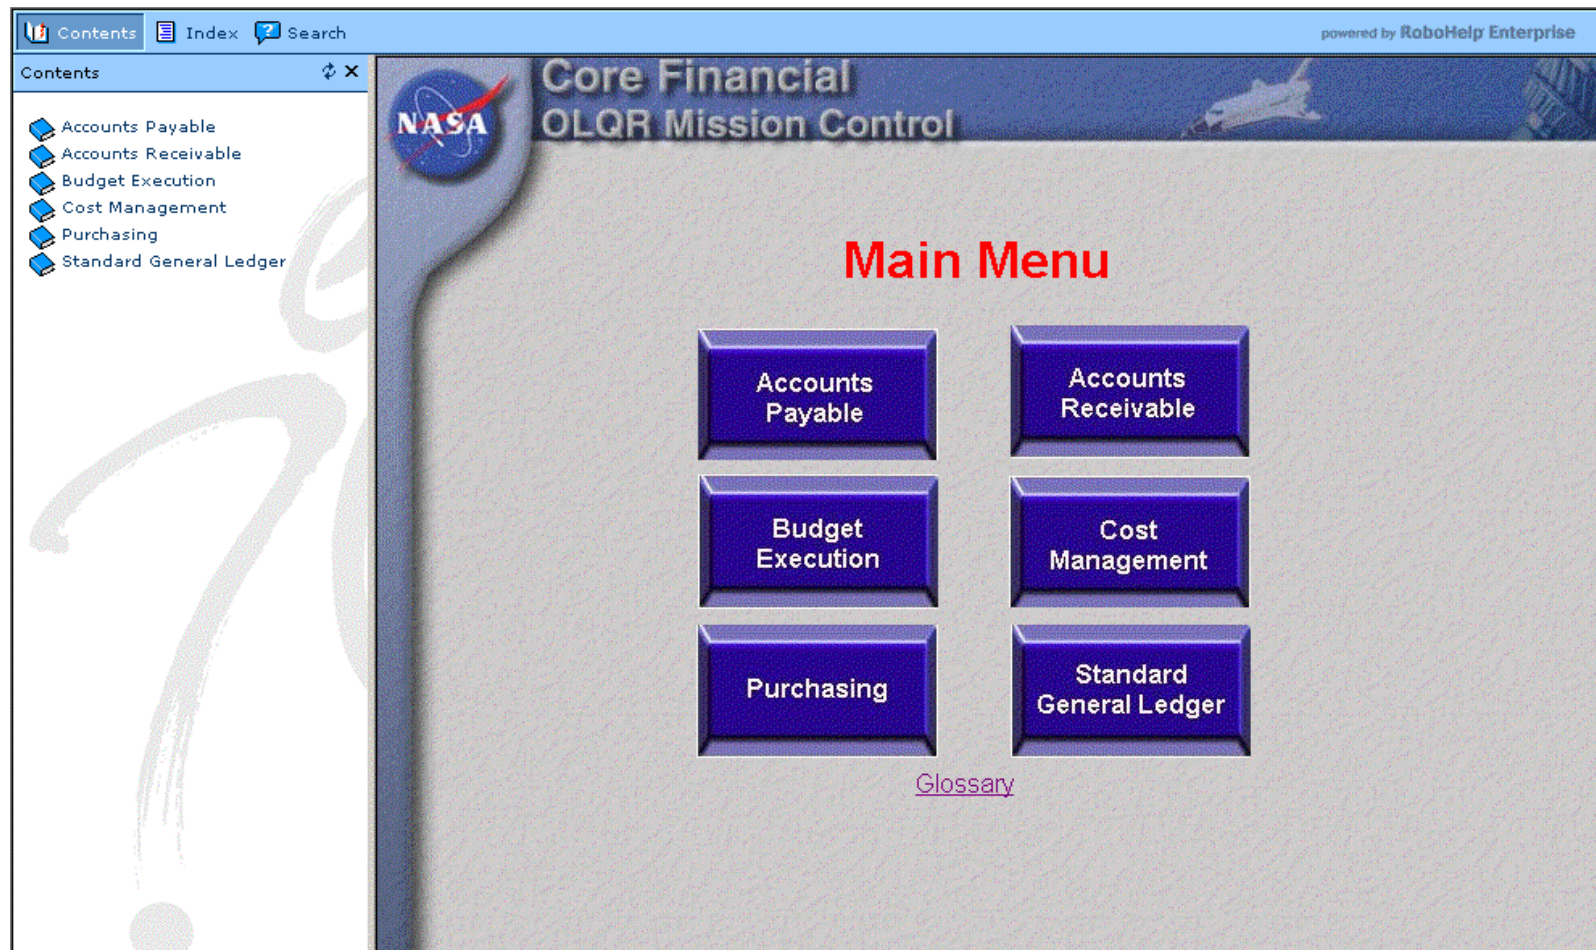 Contents Index Search
powered by RoboHelp Enterprise
Contents
Accounts Payable
Accounts Receivable
Budget Execution
Cost Management
Purchasing
Standard General Ledger
NASA
Core Financial
OLQR Mission Control
Main Menu
Accounts
Payable
Accounts
Receivable
Budget
Execution
Cost
Management
Purchasing
Standard
General Ledger
Glossary